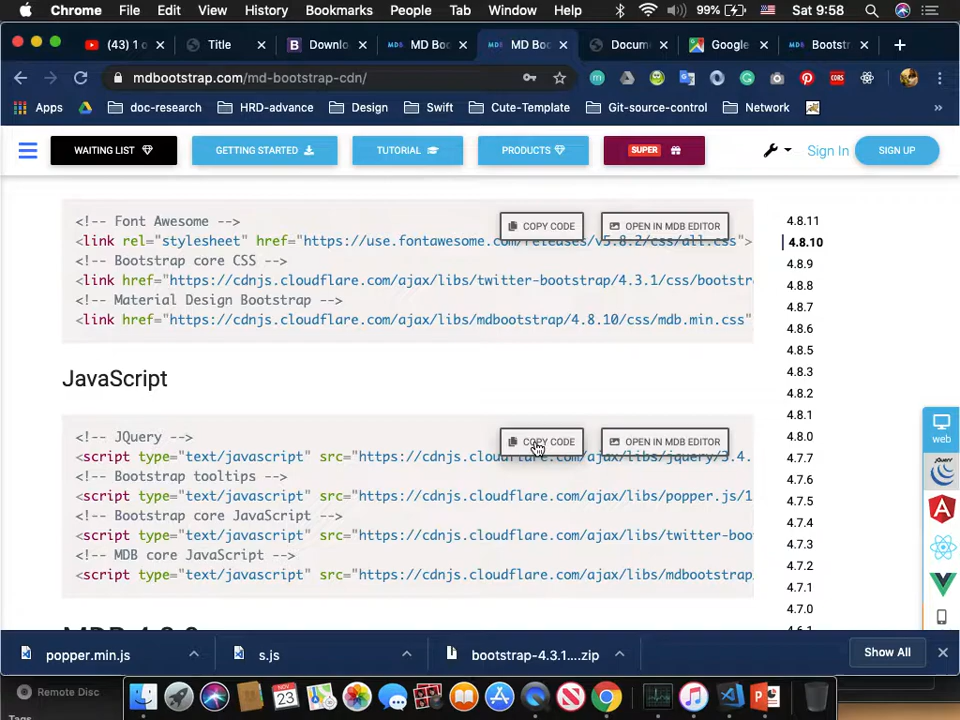 Chrome File Edit View History Bookmarks People Tab Window Help 99% Sat 9:58
(43) 1 Title Downlo MD Boo MD Boo Docum Google Bootstr
mdbootstrap.com/md-bootstrap-cdn/
Apps doc-research HRD-advance Design Swift Cute-Template Git-source-control Network »
WAITING LIST GETTING STARTED TUTORIAL PRODUCTS SUPER Sign In SIGN UP
COPY CODE OPEN IN MDB EDITOR
<!-- Font Awesome -->
<link rel="stylesheet" href="https://use.fontawesome.com/releases/v5.8.2/css/all.css">
<!-- Bootstrap core CSS -->
<link href="https://cdnjs.cloudflare.com/ajax/libs/twitter-bootstrap/4.3.1/css/bootstr
<!-- Material Design Bootstrap -->
<link href="https://cdnjs.cloudflare.com/ajax/libs/mdbootstrap/4.8.10/css/mdb.min.css"
JavaScript
COPY CODE OPEN IN MDB EDITOR
<!-- JQuery -->
<script type="text/javascript" src="https://cdnjs.cloudflare.com/ajax/libs/jquery/3.4.
<!-- Bootstrap tooltips -->
<script type="text/javascript" src="https://cdnjs.cloudflare.com/ajax/libs/popper.js/1
<!-- Bootstrap core JavaScript -->
<script type="text/javascript" src="https://cdnjs.cloudflare.com/ajax/libs/twitter-boo
<!-- MDB core JavaScript -->
<script type="text/javascript" src="https://cdnjs.cloudflare.com/ajax/libs/mdbootstrap
4.8.11
4.8.10
4.8.9
4.8.8
4.8.7
4.8.6
4.8.5
4.8.3
4.8.2
4.8.1
4.8.0
4.7.7
4.7.6
4.7.5
4.7.4
4.7.3
4.7.2
4.7.1
4.7.0
web
popper.min.js s.js bootstrap-4.3.1....zip Show All
Remote Disc
Tags
NOV
23